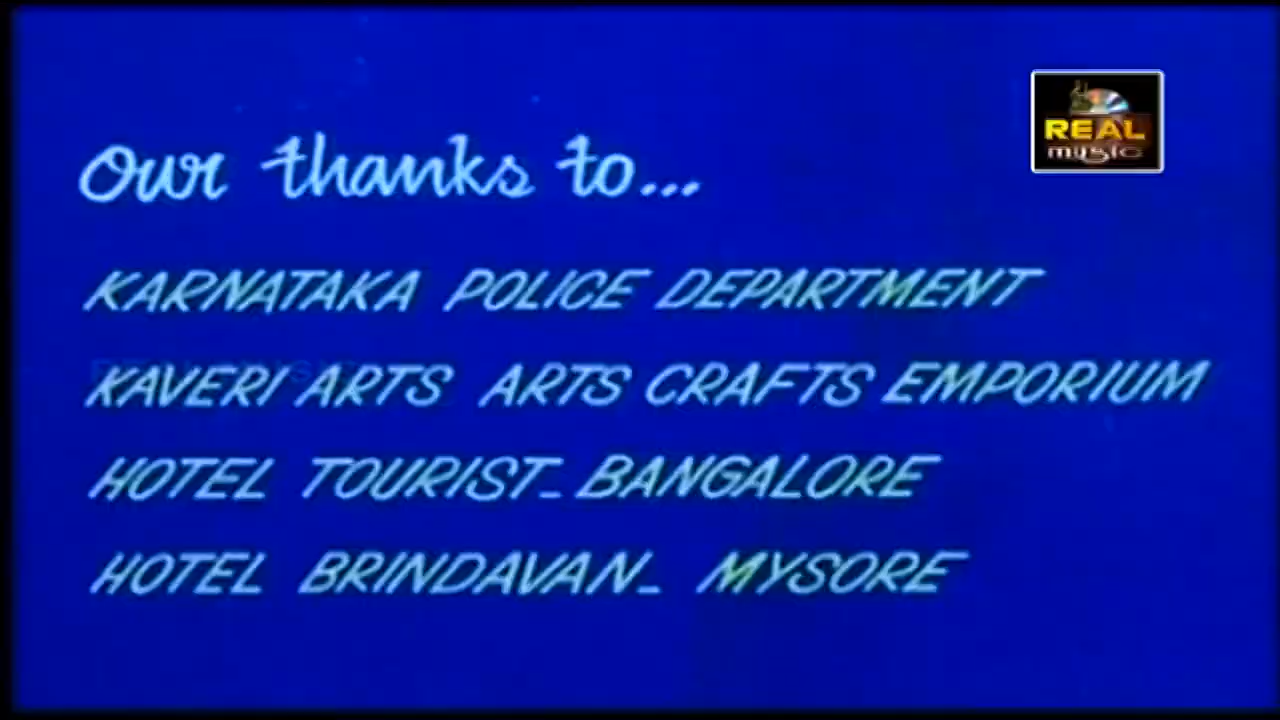 Our thanks to...
KARNATAKA POLICE DEPARTMENT
KAVERI ARTS ARTS CRAFTS EMPORIUM
HOTEL TOURIST_ BANGALORE
HOTEL BRINDAVAN_ MYSORE
REAL
music